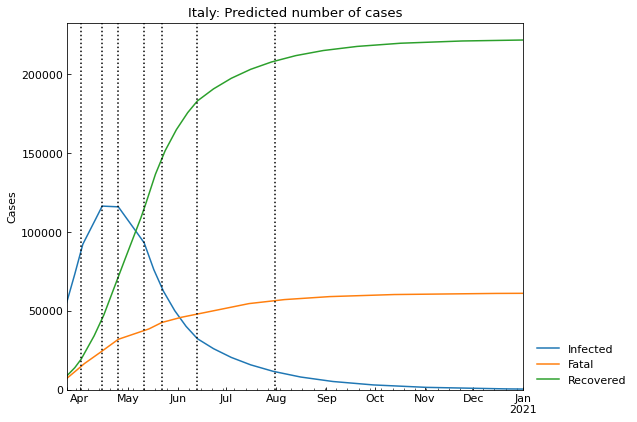 Italy: Predicted number of cases
Cases
200000
150000
100000
50000
0
Apr May Jun Jul Aug Sep Oct Nov Dec Jan
2021
Infected
Fatal
Recovered